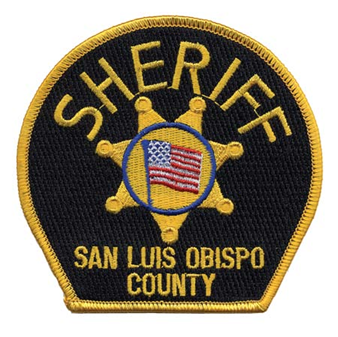 SHERIFF
SAN LUIS OBISPO
COUNTY